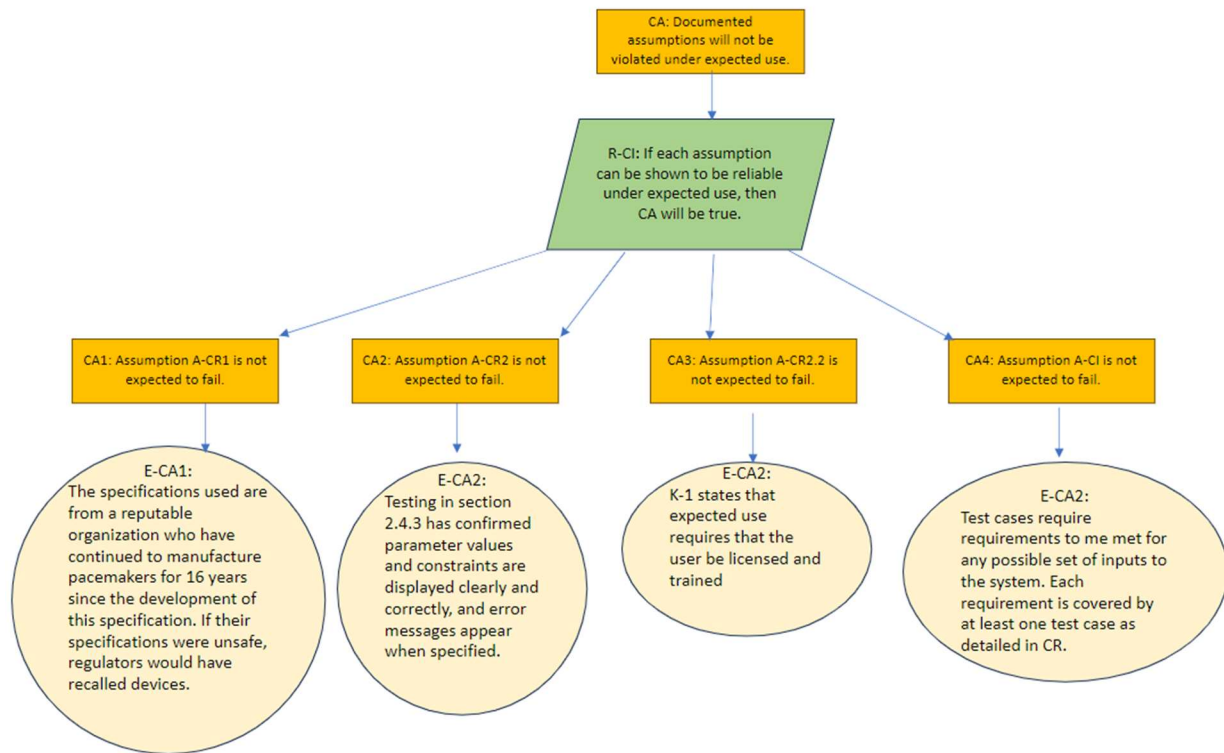 CA: Documented
assumptions will not be
violated under expected use.
R-CI: If each assumption
can be shown to be reliable
under expected use, then
CA will be true.
CA1: Assumption A-CR1 is not
expected to fail.
CA2: Assumption A-CR2 is not
expected to fail.
CA3: Assumption A-CR2.2 is
not expected to fail.
CA4: Assumption A-CI is not
expected to fail.
E-CA1:
The specifications used are
from a reputable
organization who have
continued to manufacture
pacemakers for 16 years
since the development of
this specification. If their
specifications were unsafe,
regulators would have
recalled devices.
E-CA2:
Testing in section
2.4.3 has confirmed
parameter values
and constraints are
displayed clearly and
correctly, and error
messages appear
when specified.
E-CA2:
K-1 states that
expected use
requires that the
user be licensed and
trained
E-CA2:
Test cases require
requirements to me met for
any possible set of inputs to
the system. Each
requirement is covered by
at least one test case as
detailed in CR.